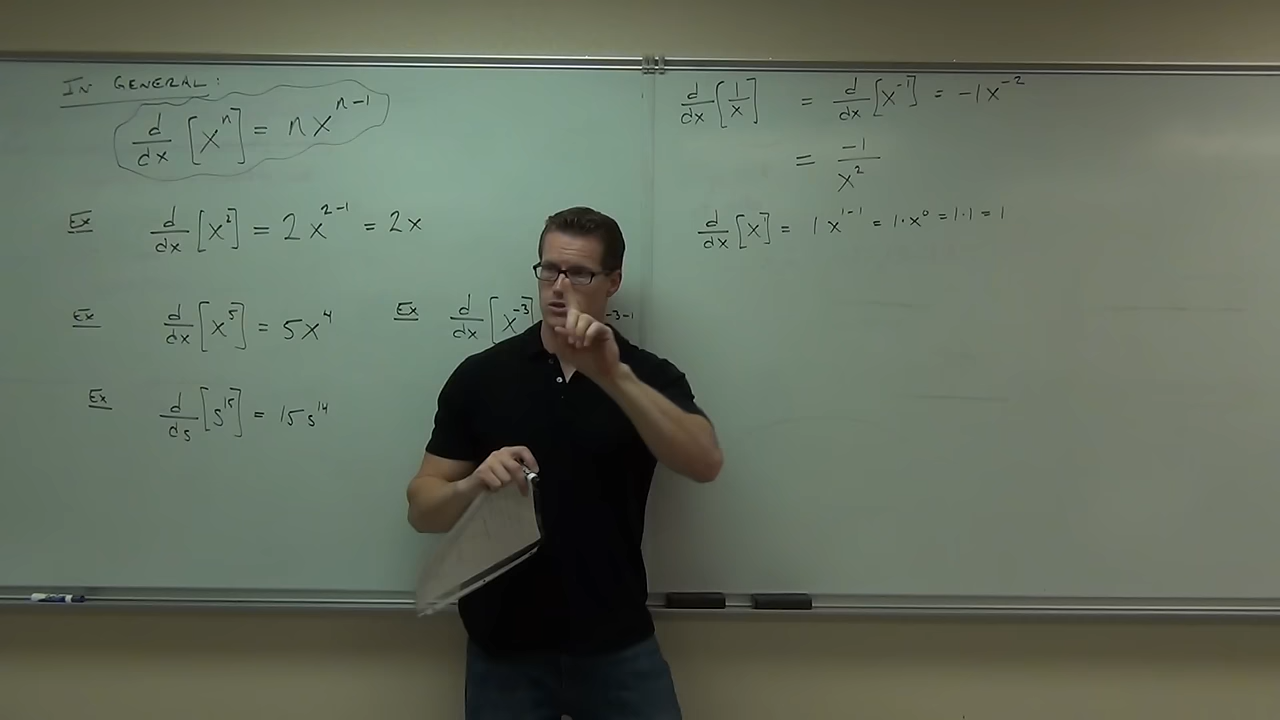 IN GENERAL:
d/dx [x^n] = nx^(n-1)
Ex d/dx [x^2] = 2x^(2-1) = 2x
Ex d/dx [x^5] = 5x^4
Ex d/dx [x^-3] -3-1
Ex d/ds [s^15] = 15s^14
d/dx [1/x] = d/dx [x^-1] = -1x^-2
= -1/x^2
d/dx [x] = 1x^(1-1) = 1·x^0 = 1·1 = 1